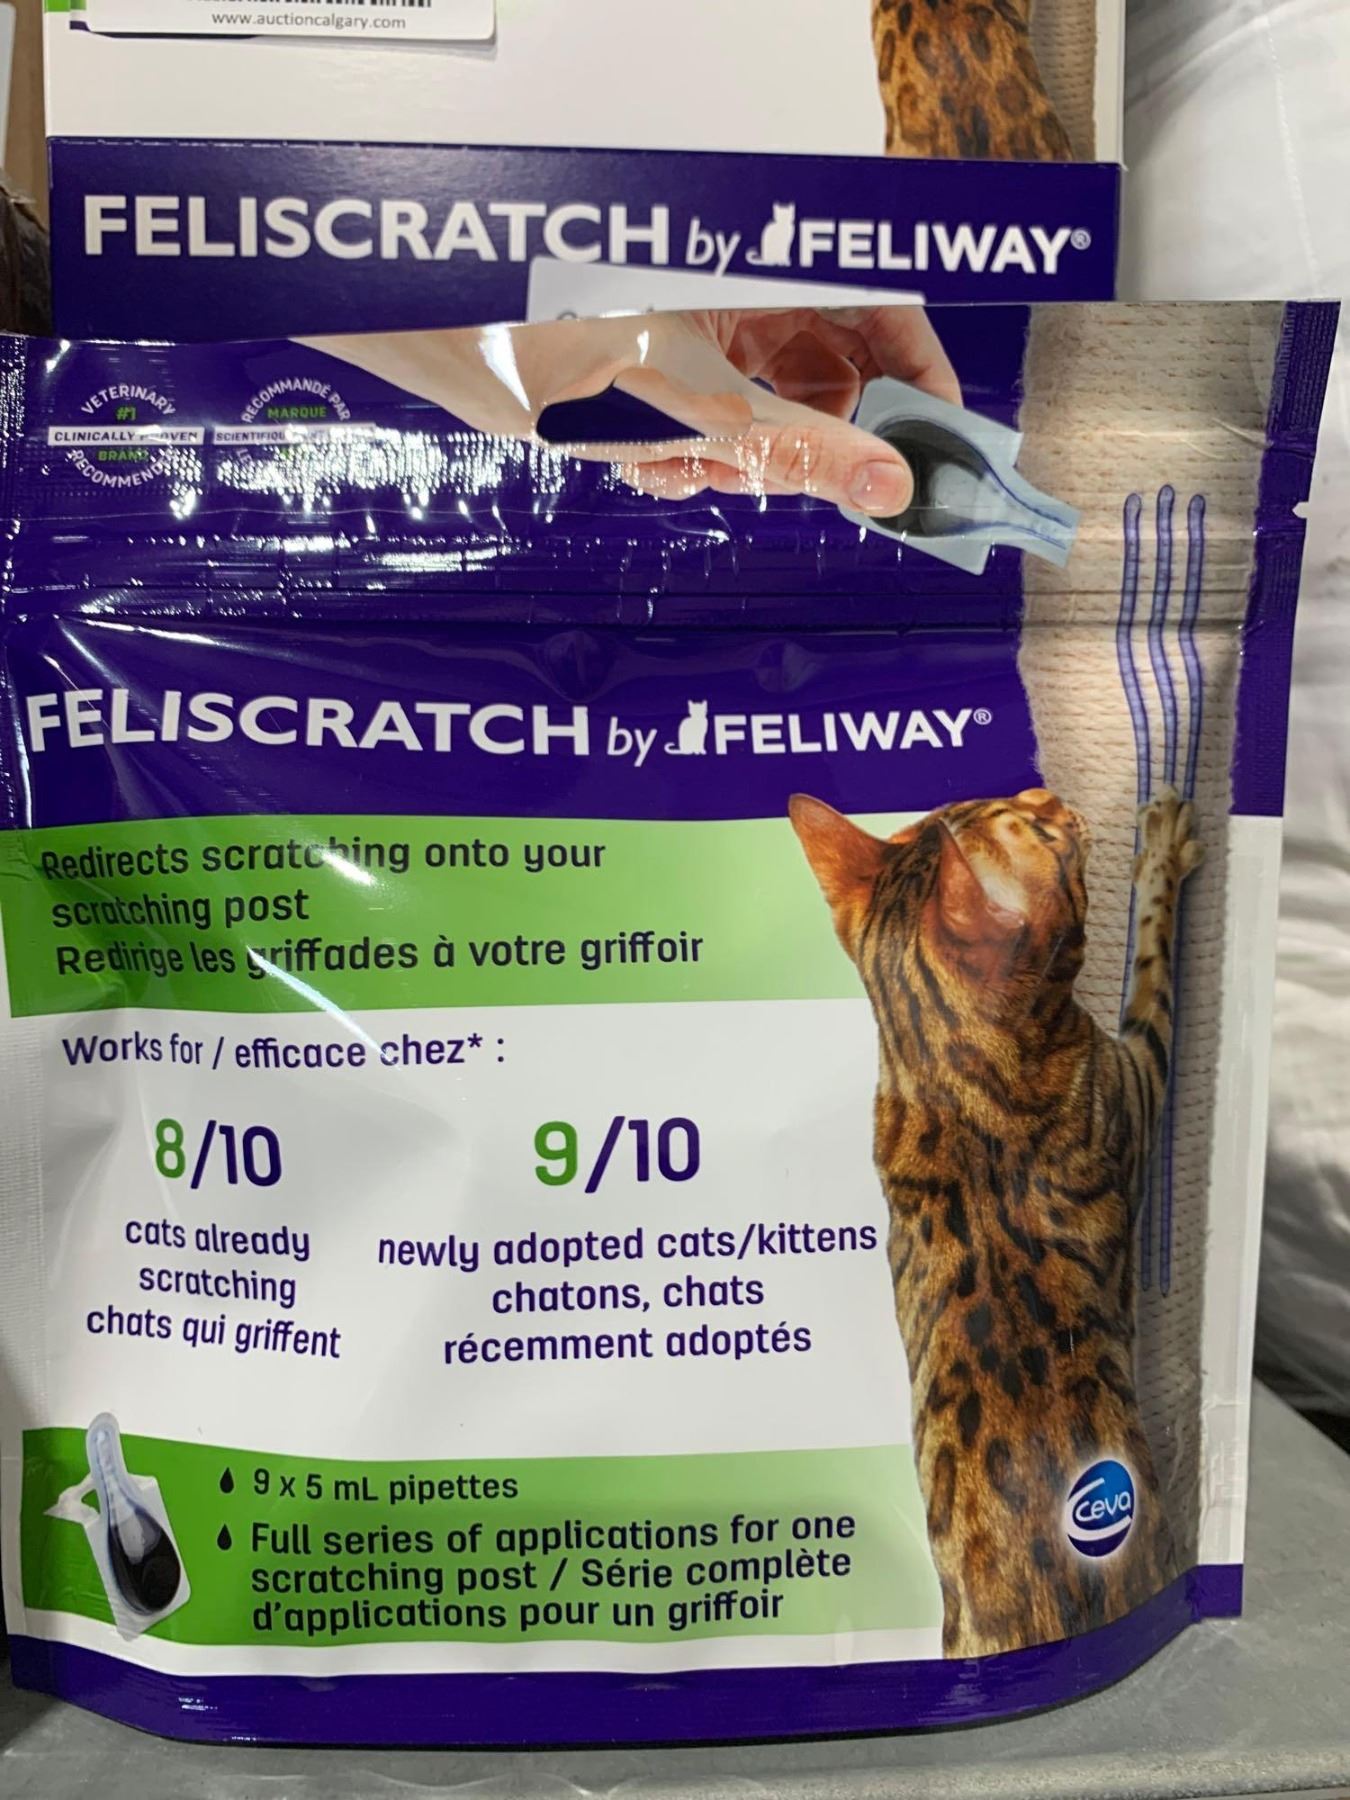 www.auctioncalgary.com
FELISCRATCH by FELIWAY®
VETERINARY
#1
CLINICALLY PROVEN
BRAND
RECOMMENDED
RECOMMANDÉ PAR
MARQUE
FELISCRATCH by FELIWAY®
Redirects scratching onto your
scratching post
Redirige les griffades à votre griffoir
Works for / efficace chez* :
8/10
cats already
scratching
chats qui griffent
9/10
newly adopted cats/kittens
chatons, chats
récemment adoptés
9 x 5 mL pipettes
Full series of applications for one
scratching post / Série complète
d'applications pour un griffoir
ceva